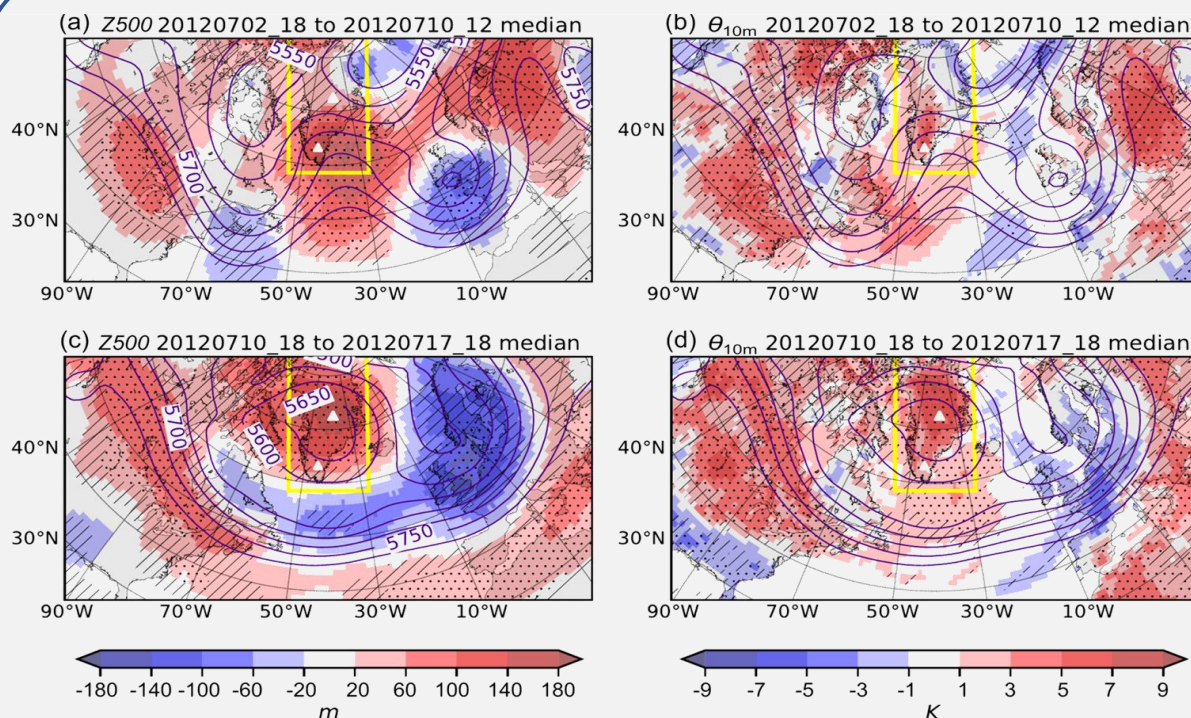 (a) Z500 20120702_18 to 20120710_12 median
(b) θ10m 20120702_18 to 20120710_12 median
5550
5550
5750
5700
40°N
30°N
90°W 70°W 50°W 30°W 10°W
40°N
30°N
90°W 70°W 50°W 30°W 10°W
(c) Z500 20120710_18 to 20120717_18 median
(d) θ10m 20120710_18 to 20120717_18 median
5650
5700
5600
5750
40°N
30°N
90°W 70°W 50°W 30°W 10°W
40°N
30°N
90°W 70°W 50°W 30°W 10°W
-180 -140 -100 -60 -20 20 60 100 140 180
m
-9 -7 -5 -3 -1 1 3 5 7 9
K